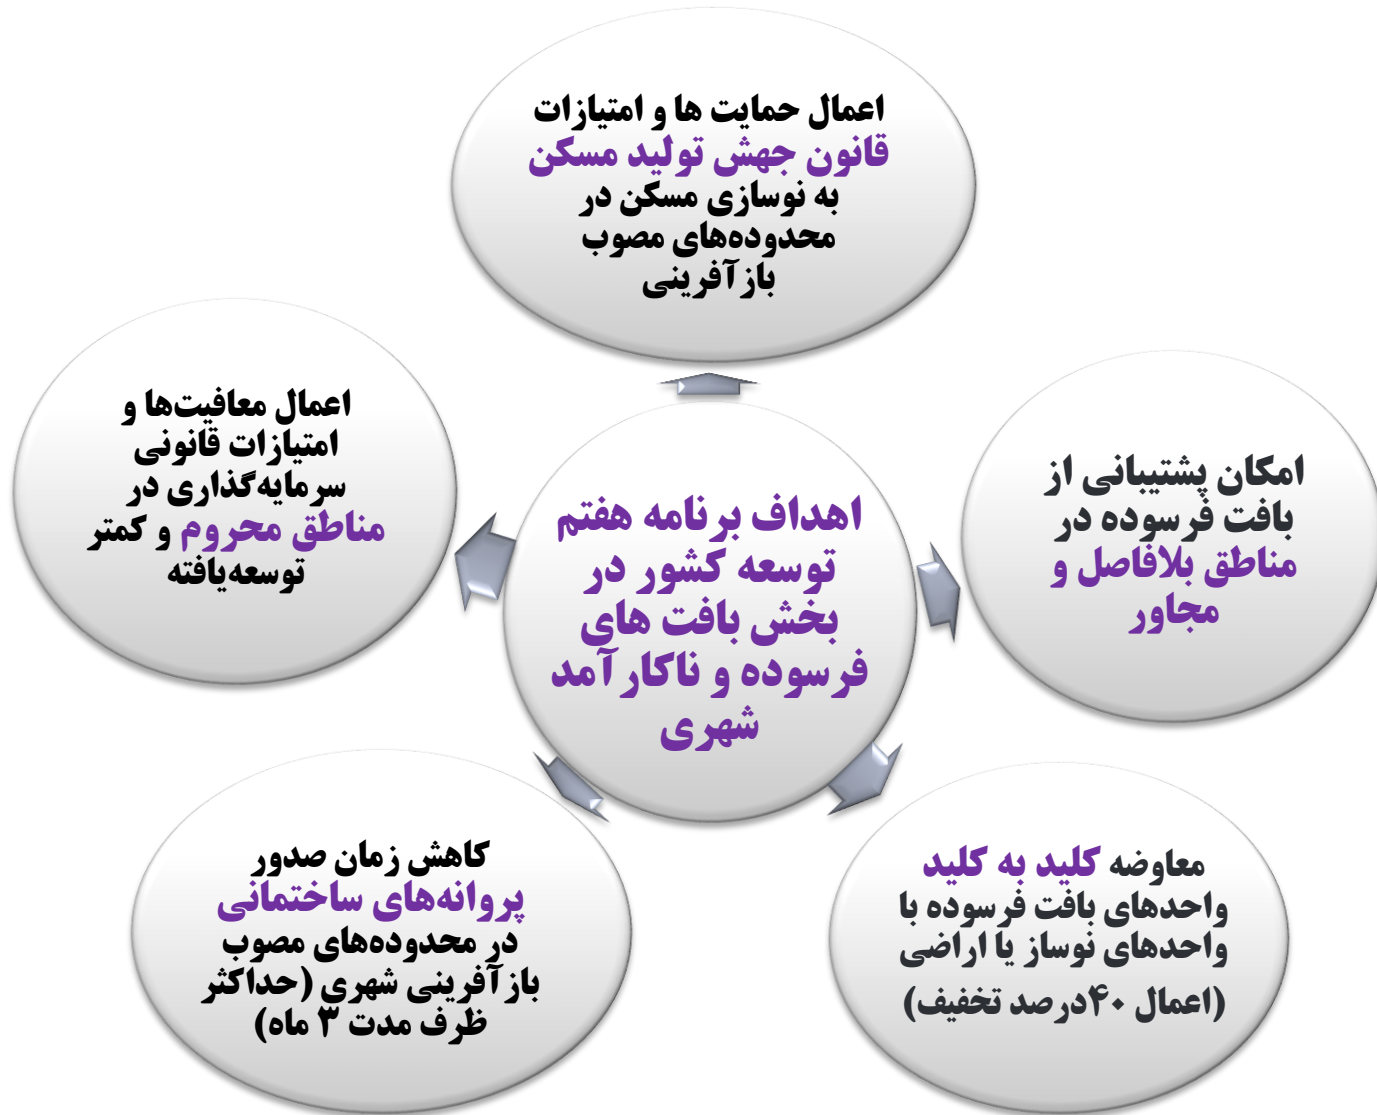 اعمال حمایت ها و امتیازات
قانون جهش تولید مسکن
به نوسازی مسکن در
محدوده‌های مصوب
بازآفرینی
امکان پشتیبانی از
بافت فرسوده در
مناطق بلافاصل و
مجاور
معاوضه کلید به کلید
واحدهای بافت فرسوده با
واحدهای نوساز یا اراضی
(اعمال ۴۰درصد تخفیف)
کاهش زمان صدور
پروانه‌های ساختمانی
در محدوده‌های مصوب
بازآفرینی شهری (حداکثر
ظرف مدت ۳ ماه)
اعمال معافیت‌ها و
امتیازات قانونی
سرمایه‌گذاری در
مناطق محروم و کمتر
توسعه‌یافته
اهداف برنامه هفتم
توسعه کشور در
بخش بافت های
فرسوده و ناکارآمد
شهری